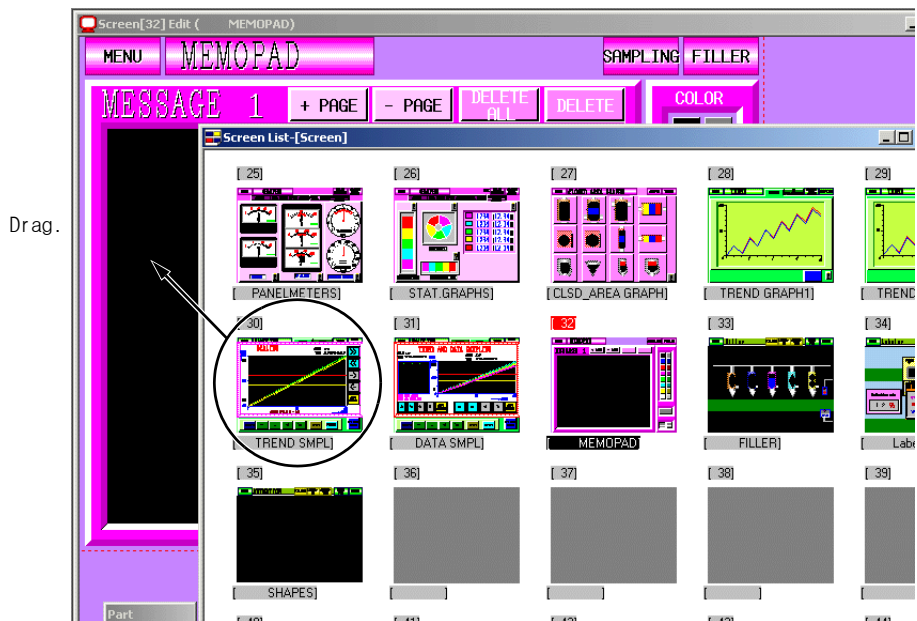 Screen[32] Edit ( MEMOPAD)
MENU MEMOPAD SAMPLING FILLER
MESSAGE 1 + PAGE - PAGE DELETE ALL DELETE COLOR
Screen List-[Screen]
Drag.
[ 25] [ 26] [ 27] [ 28] [ 29]
[ PANELMETERS] [ STAT.GRAPHS] [CLSD_AREA GRAPH] [ TREND GRAPH1] [ TREND
[ 30] [ 31] [ 32] [ 33] [ 34]
[ TREND SMPL] [ DATA SMPL] [ MEMOPAD] [ FILLER] [ Labe
[ 35] [ 36] [ 37] [ 38] [ 39]
[ SHAPES] [ ] [ ] [ ] [
Part